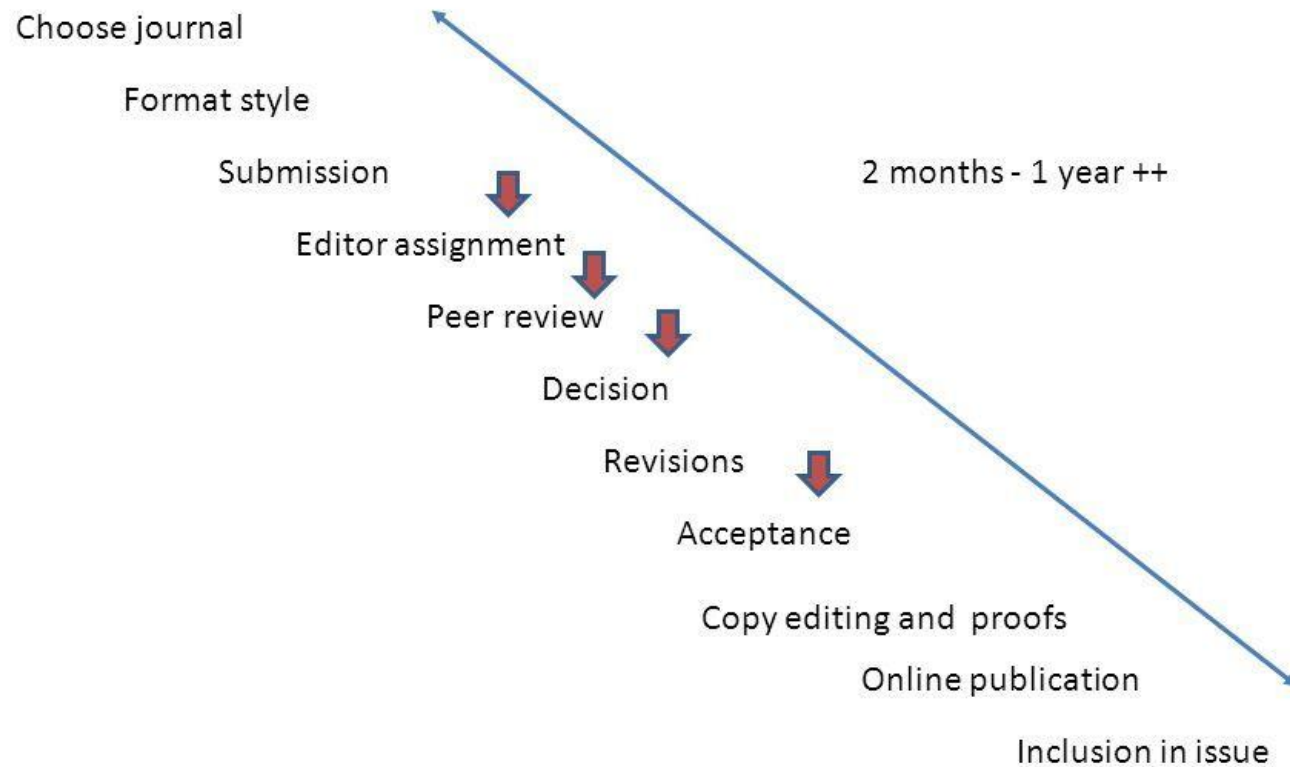 Choose journal
Format style
Submission
2 months - 1 year ++
Editor assignment
Peer review
Decision
Revisions
Acceptance
Copy editing and proofs
Online publication
Inclusion in issue